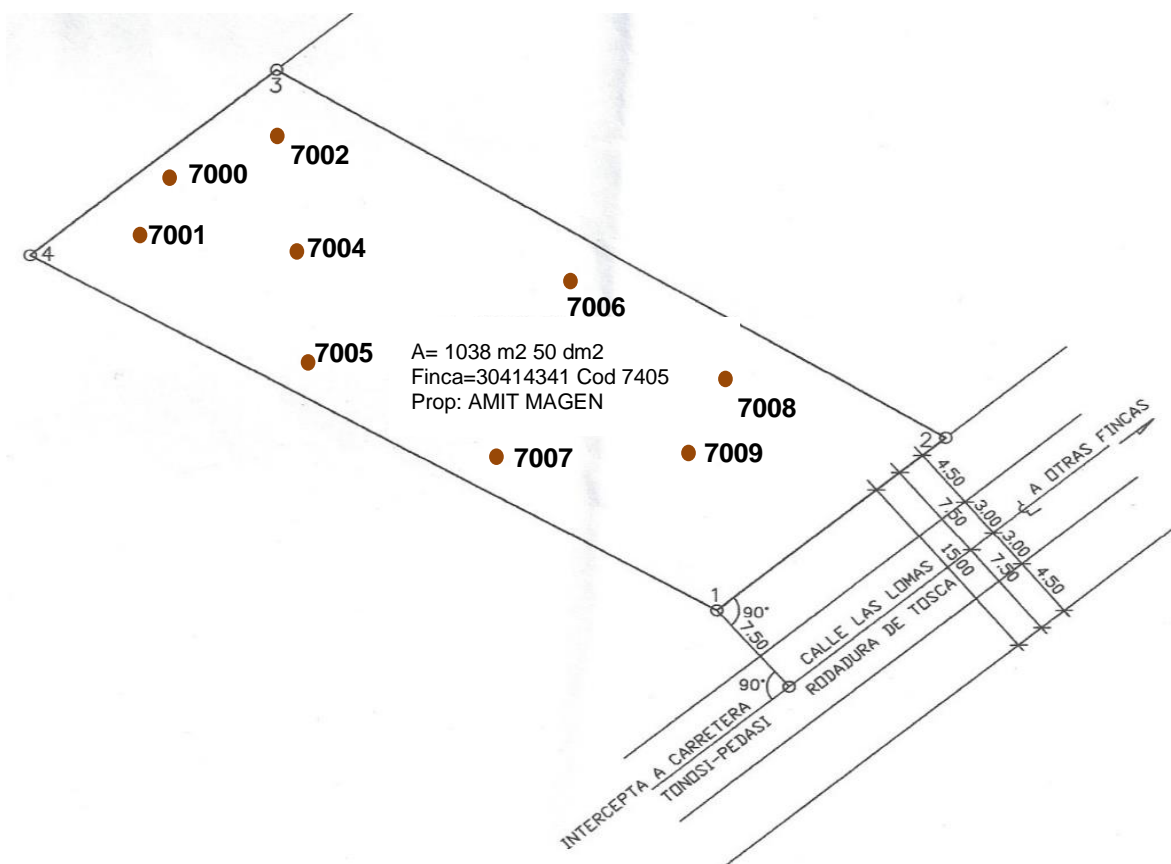 3
7002
7000
7001
4
7004
7006
7005
A= 1038 m2 50 dm2
Finca=30414341 Cod 7405
Prop: AMIT MAGEN
7008
7007
7009
2
4.50
A OTRAS FINCAS
7.50
3.00
3.00
15.00
7.50
4.50
1
90°
7.50
CALLE LAS LOMAS
RODADURA DE TOSCA
90°
INTERCEPTA A CARRETERA
TONOSI-PEDASI